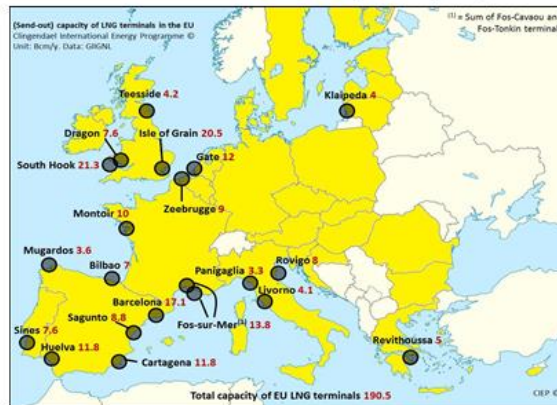 (Send-out) capacity of LNG terminals in the EU
Clingendael International Energy Programme ©
Unit: Bcm/y. Data: GIIGNL
(1) = Sum of Fos-Cavaou an
Fos-Tonkin terminal
Teesside 4.2
Klaipeda 4
Dragon 7.6
Isle of Grain 20.5
South Hook 21.3
Gate 12
Zeebrugge 9
Montoir 10
Mugardos 3.6
Bilbao 7
Panigaglia 3.3
Rovigo 8
Livorno 4.1
Barcelona 17.1
Sagunto 8.8
Fos-sur-Mer(1) 13.8
Sines 7.6
Huelva 11.8
Cartagena 11.8
Revithoussa 5
Total capacity of EU LNG terminals 190.5
CIEP ©